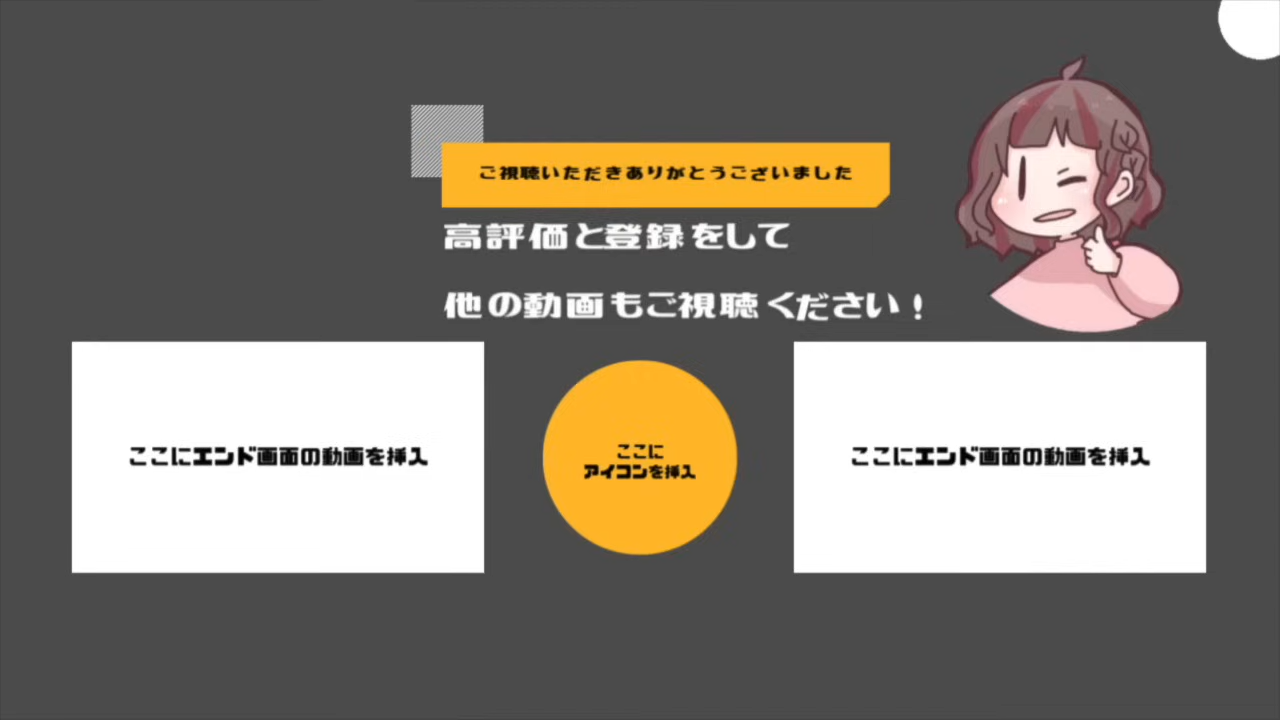 ご視聴いただきありがとうございました
高評価と登録をして
他の動画もご視聴ください！
ここにエンド画面の動画を挿入
ここに
アイコンを挿入
ここにエンド画面の動画を挿入